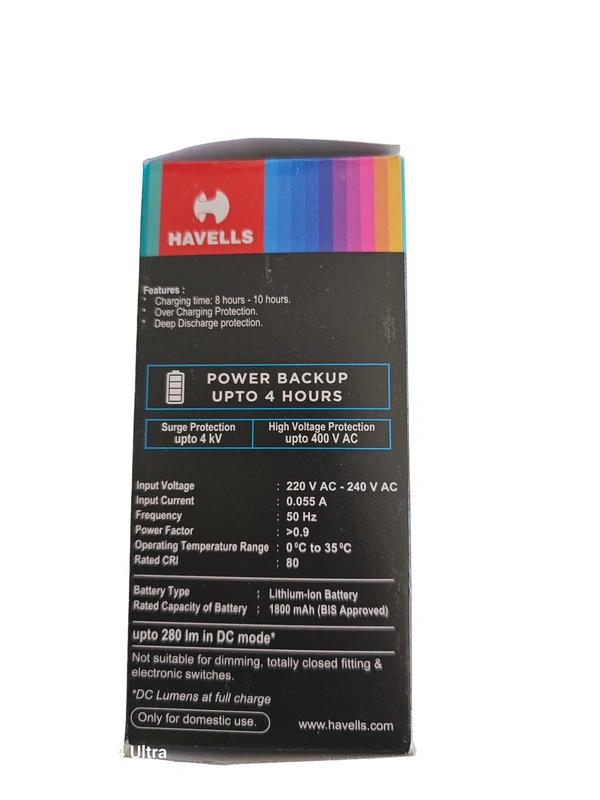 HAVELLS
Features :
* Charging time: 8 hours - 10 hours.
* Over Charging Protection.
* Deep Discharge protection.
POWER BACKUP
UPTO 4 HOURS
Surge Protection
upto 4 kV
High Voltage Protection
upto 400 V AC
Input Voltage : 220 V AC - 240 V AC
Input Current : 0.055 A
Frequency : 50 Hz
Power Factor : >0.9
Operating Temperature Range : 0°C to 35°C
Rated CRI : 80
Battery Type : Lithium-Ion Battery
Rated Capacity of Battery : 1800 mAh (BIS Approved)
upto 280 lm in DC mode*
Not suitable for dimming, totally closed fitting &
electronic switches.
*DC Lumens at full charge
Only for domestic use.
www.havells.com
Ultra